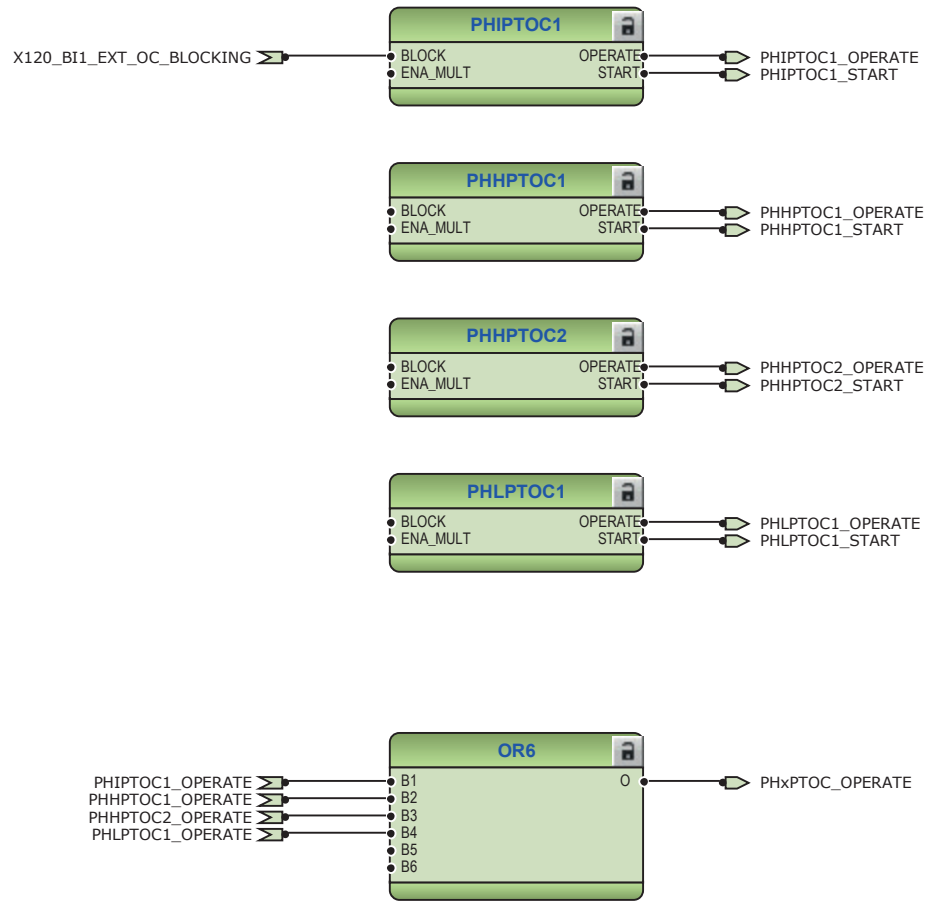 PHIPTOC1
X120_BI1_EXT_OC_BLOCKING BLOCK OPERATE PHIPTOC1_OPERATE
ENA_MULT START PHIPTOC1_START
PHHPTOC1
BLOCK OPERATE PHHPTOC1_OPERATE
ENA_MULT START PHHPTOC1_START
PHHPTOC2
BLOCK OPERATE PHHPTOC2_OPERATE
ENA_MULT START PHHPTOC2_START
PHLPTOC1
BLOCK OPERATE PHLPTOC1_OPERATE
ENA_MULT START PHLPTOC1_START
OR6
PHIPTOC1_OPERATE B1 O PHxPTOC_OPERATE
PHHPTOC1_OPERATE B2
PHHPTOC2_OPERATE B3
PHLPTOC1_OPERATE B4
B5
B6